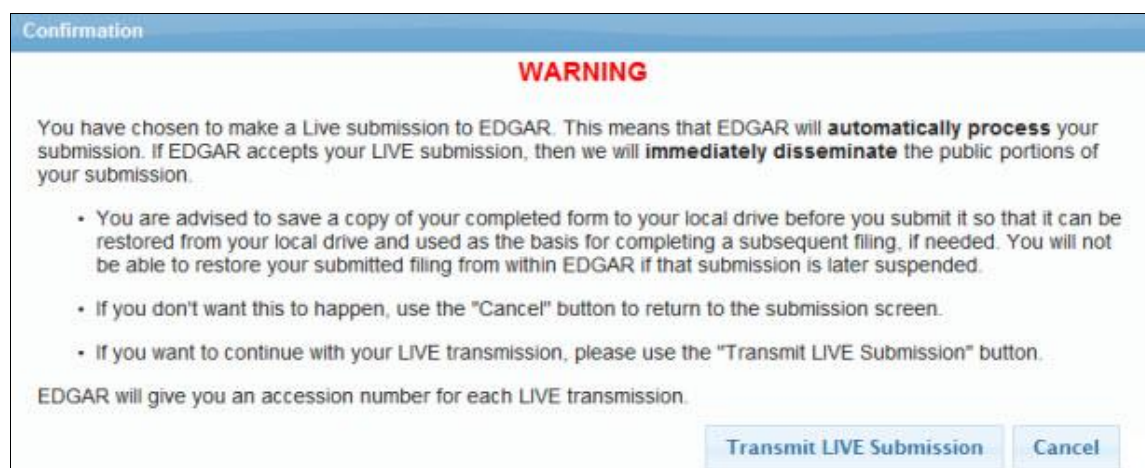 Confirmation
WARNING
You have chosen to make a Live submission to EDGAR. This means that EDGAR will automatically process your
submission. If EDGAR accepts your LIVE submission, then we will immediately disseminate the public portions of
your submission.
• You are advised to save a copy of your completed form to your local drive before you submit it so that it can be
restored from your local drive and used as the basis for completing a subsequent filing, if needed. You will not
be able to restore your submitted filing from within EDGAR if that submission is later suspended.
• If you don't want this to happen, use the "Cancel" button to return to the submission screen.
• If you want to continue with your LIVE transmission, please use the "Transmit LIVE Submission" button.
EDGAR will give you an accession number for each LIVE transmission.
Transmit LIVE Submission Cancel